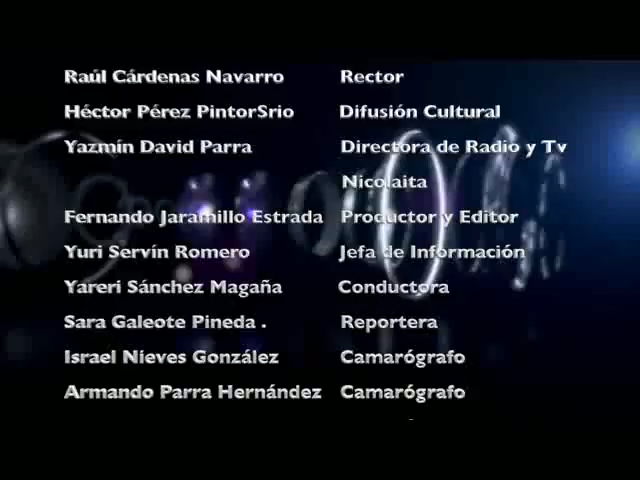 Raúl Cárdenas Navarro Rector
Héctor Pérez PintorSrio Difusión Cultural
Yazmín David Parra Directora de Radio y Tv
Nicolaita
Fernando Jaramillo Estrada Productor y Editor
Yuri Servín Romero Jefa de Información
Yareri Sánchez Magaña Conductora
Sara Galeote Pineda . Reportera
Israel Nieves González Camarógrafo
Armando Parra Hernández Camarógrafo